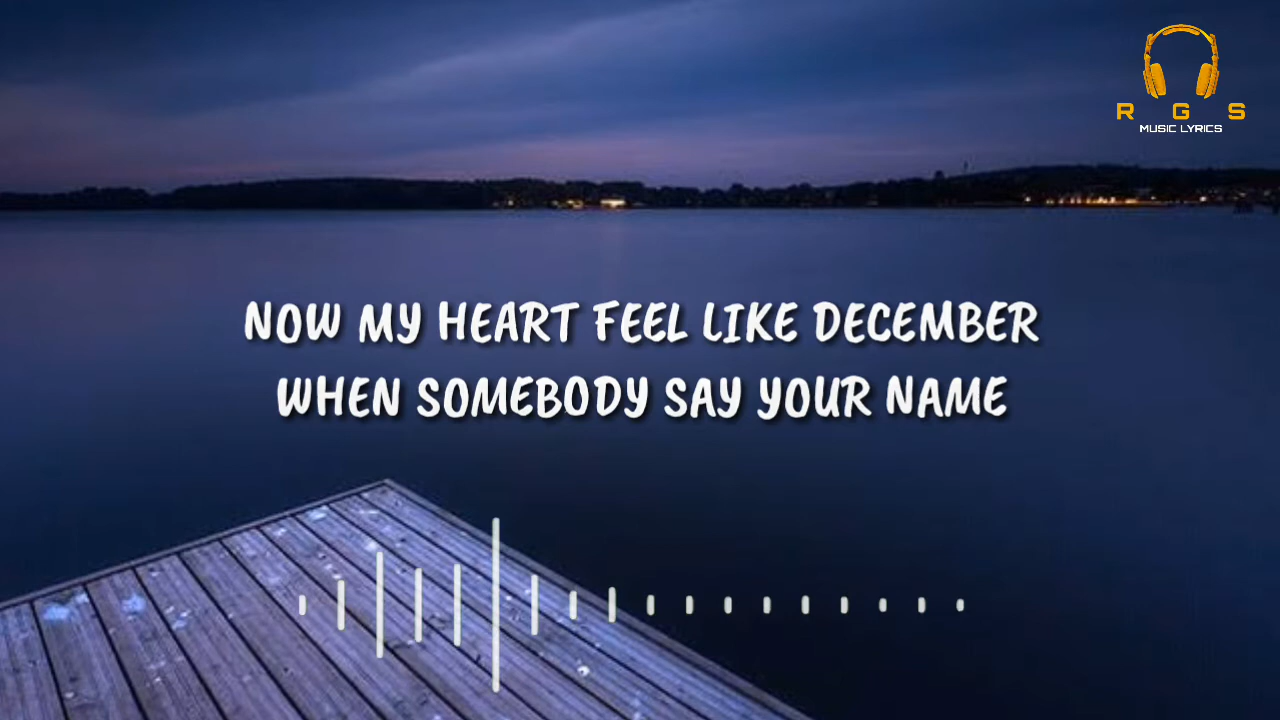 R G S
MUSIC LYRICS
NOW MY HEART FEEL LIKE DECEMBER
WHEN SOMEBODY SAY YOUR NAME